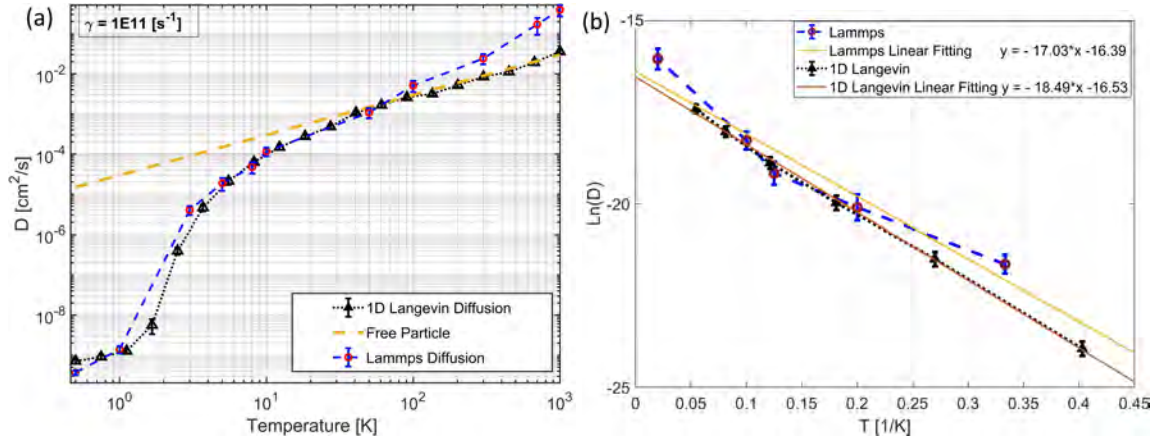 (a)
γ = 1E11 [s⁻¹]
10⁻²
10⁻⁴
10⁻⁶
10⁻⁸
D [cm²/s]
1D Langevin Diffusion
Free Particle
Lammps Diffusion
10⁰ 10¹ 10² 10³
Temperature [K]
(b)
-15
-20
-25
Ln(D)
Lammps
Lammps Linear Fitting y = - 17.03*x -16.39
1D Langevin
1D Langevin Linear Fitting y = - 18.49*x -16.53
0 0.05 0.1 0.15 0.2 0.25 0.3 0.35 0.4 0.45
T [1/K]